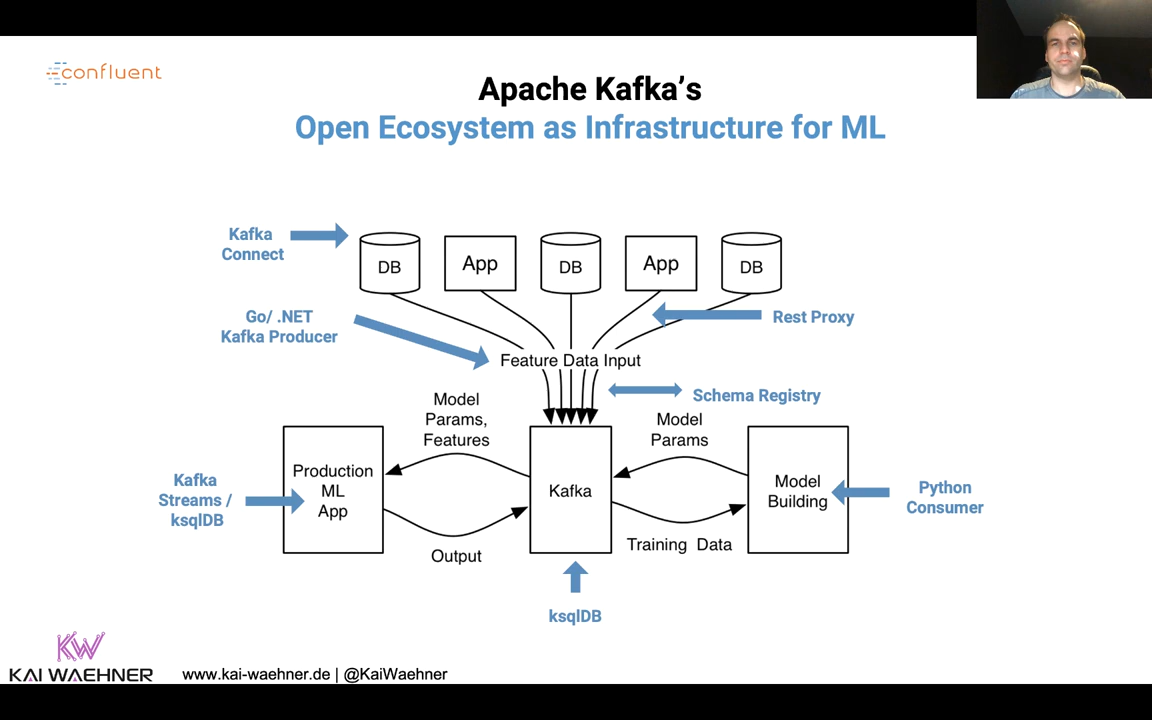 confluent
Apache Kafka's
Open Ecosystem as Infrastructure for ML
Kafka
Connect
DB
App
DB
App
DB
Go/ .NET
Kafka Producer
Rest Proxy
Feature Data Input
Schema Registry
Model
Params,
Features
Model
Params
Kafka
Streams /
ksqlDB
Production
ML
App
Kafka
Model
Building
Python
Consumer
Output
Training Data
ksqlDB
KW
KAI WAEHNER
www.kai-waehner.de | @KaiWaehner